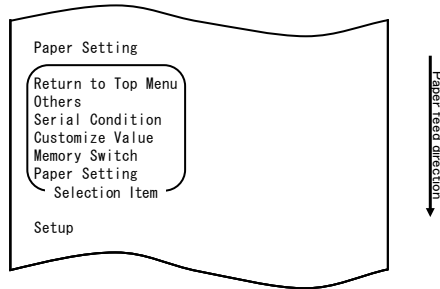 Paper Setting
Return to Top Menu
Others
Serial Condition
Customize Value
Memory Switch
Paper Setting
Selection Item
Setup
Paper feed direction